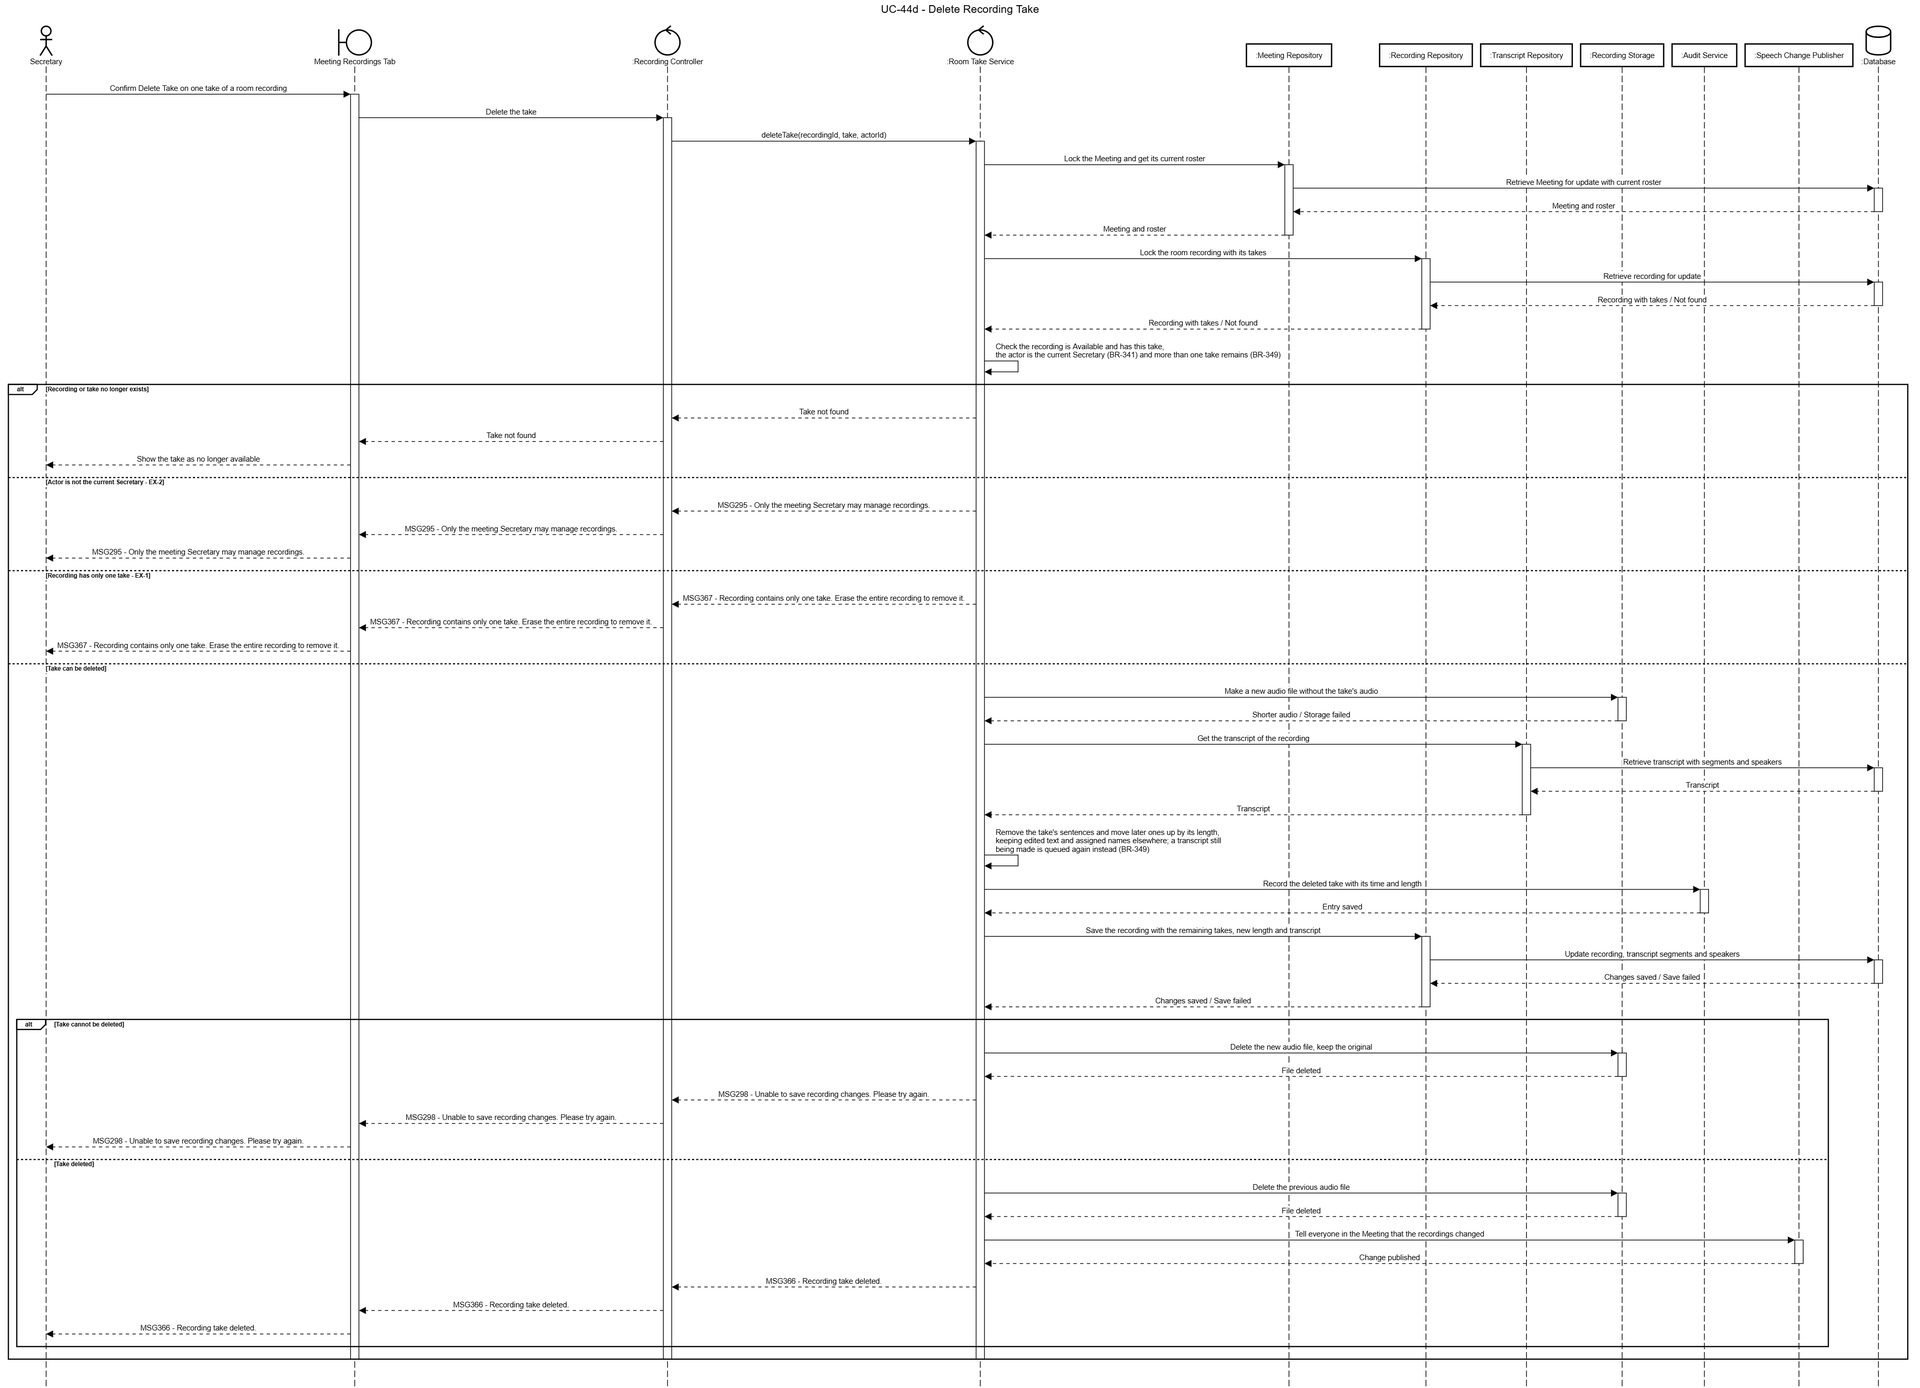 UC-44d - Delete Recording Take
Secretary
Meeting Recordings Tab
:Recording Controller
:Room Take Service
:Meeting Repository
:Recording Repository
:Transcript Repository
:Recording Storage
:Audit Service
:Speech Change Publisher
:Database
Confirm Delete Take on one take of a room recording
Delete the take
deleteTake(recordingId, take, actorId)
Lock the Meeting and get its current roster
Retrieve Meeting for update with current roster
Meeting and roster
Meeting and roster
Lock the room recording with its takes
Retrieve recording for update
Recording with takes / Not found
Recording with takes / Not found
Check the recording is Available and has this take,
the actor is the current Secretary (BR-341) and more than one take remains (BR-349)
alt
[Recording or take no longer exists]
Take not found
Take not found
Show the take as no longer available
[Actor is not the current Secretary - EX-2]
MSG295 - Only the meeting Secretary may manage recordings.
MSG295 - Only the meeting Secretary may manage recordings.
MSG295 - Only the meeting Secretary may manage recordings.
[Recording has only one take - EX-1]
MSG367 - Recording contains only one take. Erase the entire recording to remove it.
MSG367 - Recording contains only one take. Erase the entire recording to remove it.
MSG367 - Recording contains only one take. Erase the entire recording to remove it.
[Take can be deleted]
Make a new audio file without the take's audio
Shorter audio / Storage failed
Get the transcript of the recording
Retrieve transcript with segments and speakers
Transcript
Transcript
Remove the take's sentences and move later ones up by its length,
keeping edited text and assigned names elsewhere; a transcript still
being made is queued again instead (BR-349)
Record the deleted take with its time and length
Entry saved
Save the recording with the remaining takes, new length and transcript
Update recording, transcript segments and speakers
Changes saved / Save failed
Changes saved / Save failed
alt
[Take cannot be deleted]
Delete the new audio file, keep the original
File deleted
MSG298 - Unable to save recording changes. Please try again.
MSG298 - Unable to save recording changes. Please try again.
MSG298 - Unable to save recording changes. Please try again.
[Take deleted]
Delete the previous audio file
File deleted
Tell everyone in the Meeting that the recordings changed
Change published
MSG366 - Recording take deleted.
MSG366 - Recording take deleted.
MSG366 - Recording take deleted.